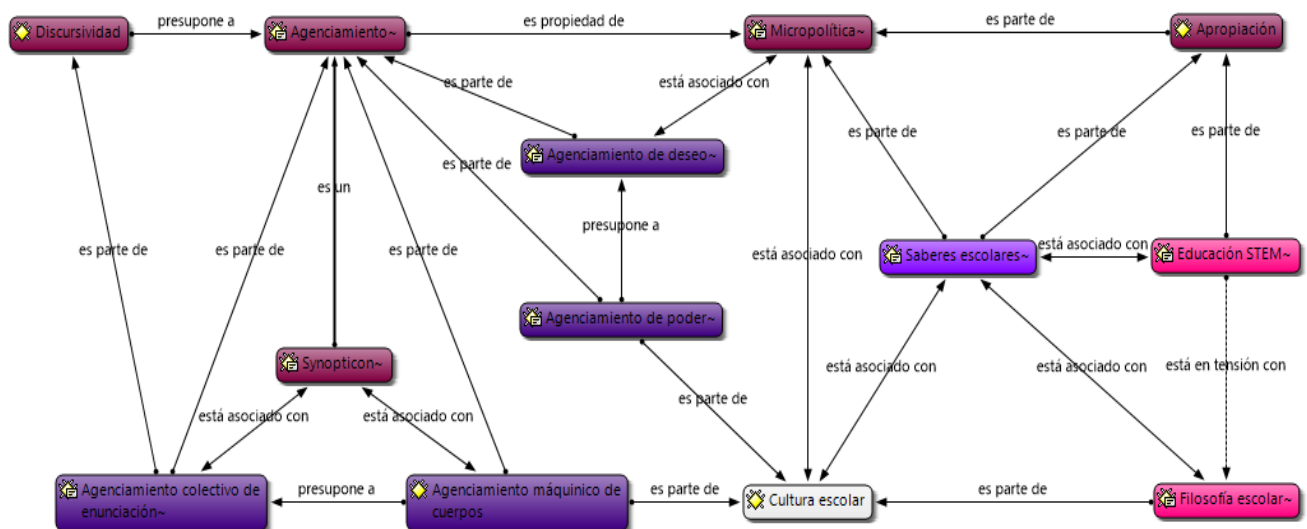 Discursividad
presupone a
Agenciamiento~
es propiedad de
Micropolítica~
es parte de
Apropiación
es parte de
está asociado con
Agenciamiento de deseo~
es parte de
es parte de
es parte de
es parte de
es un
presupone a
es parte de
es parte de
es parte de
está asociado con
está asociado con
Saberes escolares~
Educación STEM~
Agenciamiento de poder~
Synopticon~
está asociado con
está asociado con
está en tensión con
es parte de
está asociado con
está asociado con
Agenciamiento colectivo de
enunciación~
presupone a
Agenciamiento máquinico de
cuerpos
es parte de
Cultura escolar
es parte de
Filosofía escolar~